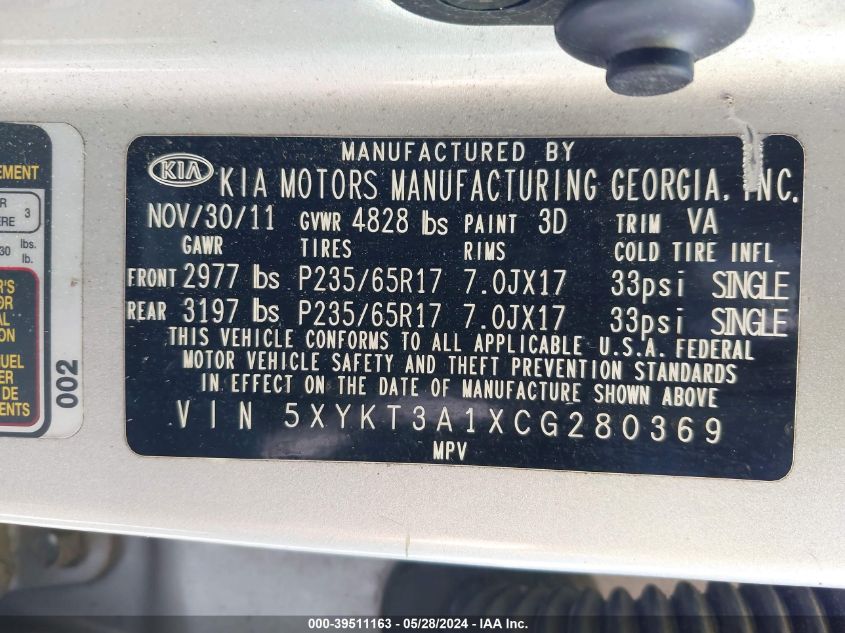 MANUFACTURED BY
KIA KIA MOTORS MANUFACTURING GEORGIA, INC.
NOV/30/11 GVWR 4828 lbs PAINT 3D TRIM VA
GAWR TIRES RIMS COLD TIRE INFL
FRONT 2977 lbs P235/65R17 7.0JX17 33psi SINGLE
REAR 3197 lbs P235/65R17 7.0JX17 33psi SINGLE
THIS VEHICLE CONFORMS TO ALL APPLICABLE U.S.A. FEDERAL
MOTOR VEHICLE SAFETY AND THEFT PREVENTION STANDARDS
IN EFFECT ON THE DATE OF MANUFACTURE SHOWN ABOVE
VIN 5XYKT3A1XCG280369
MPV
3
30 lbs.
lb.
002
000-39511163 - 05/28/2024 - IAA Inc.